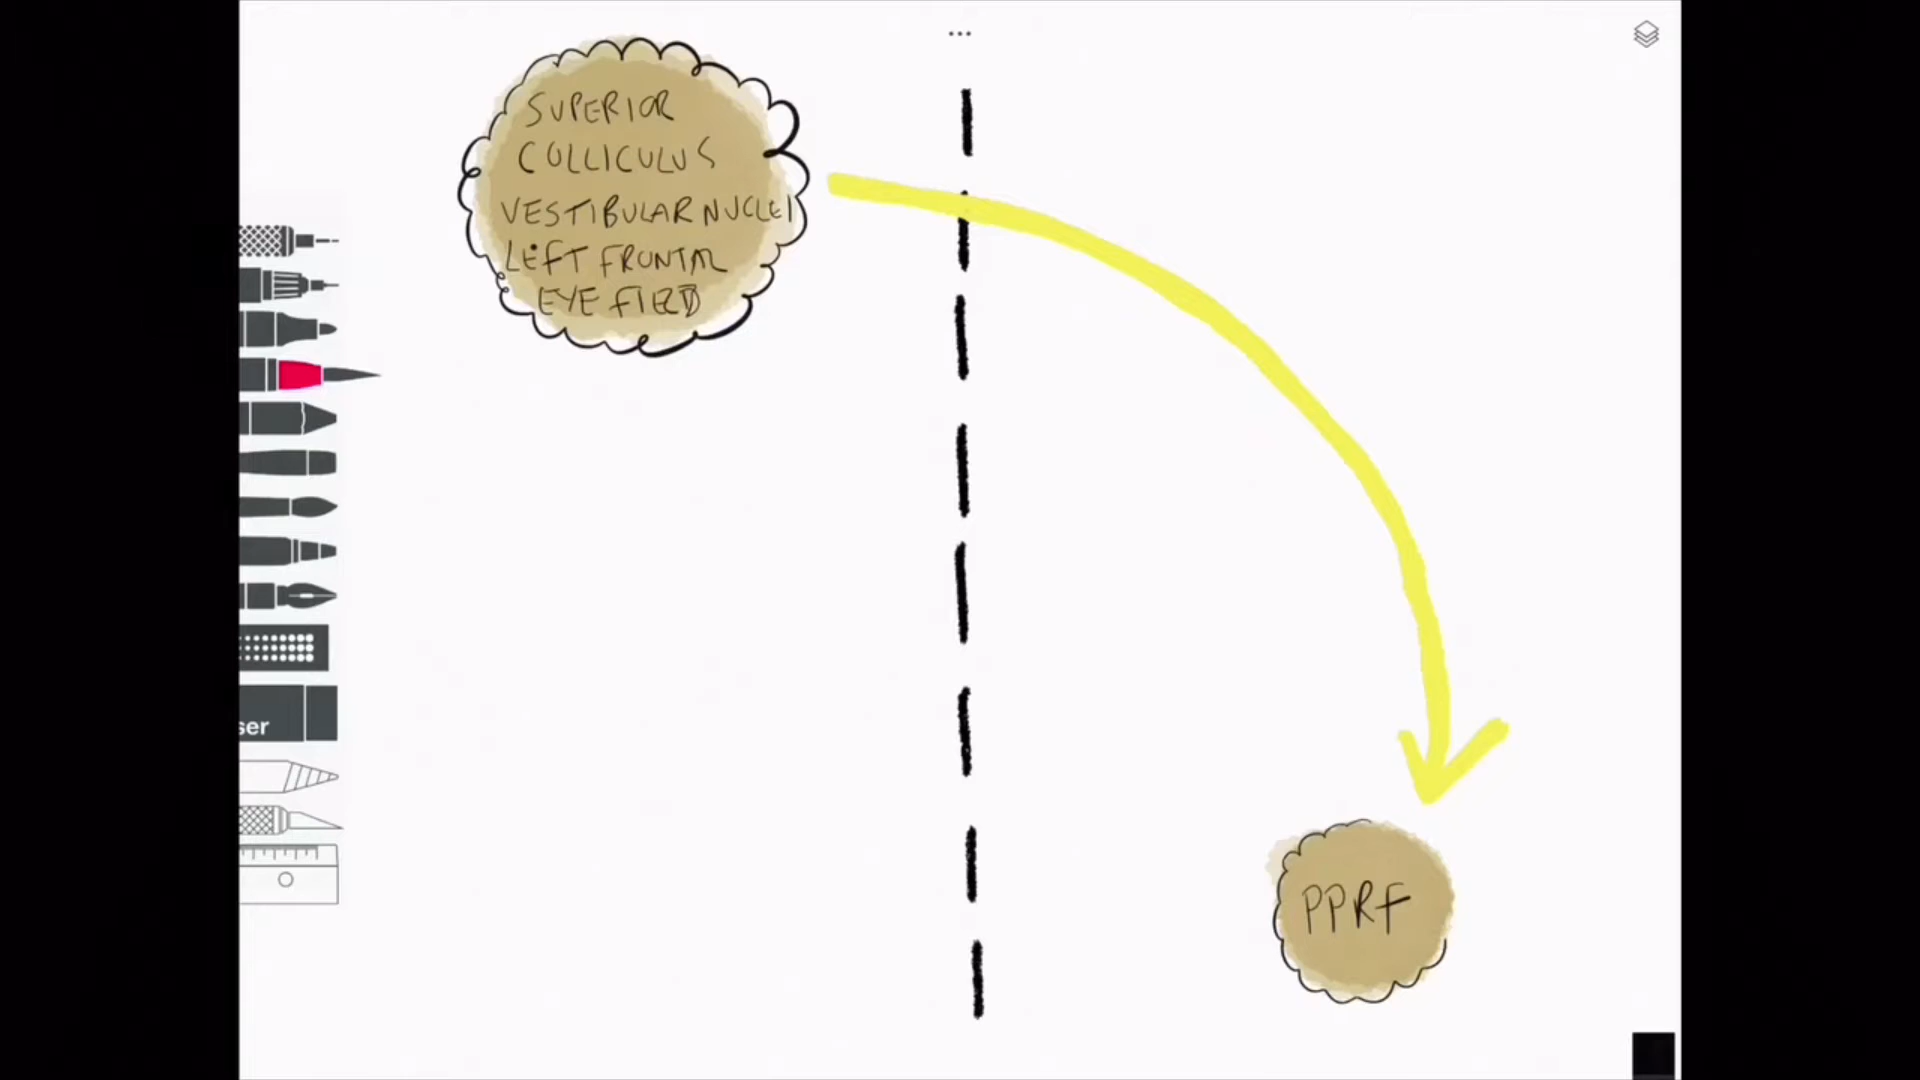 SUPERIOR
COLLICULUS
VESTIBULAR NUCLEI
LEFT FRONTAL
EYE FIELD
ser
PPRF